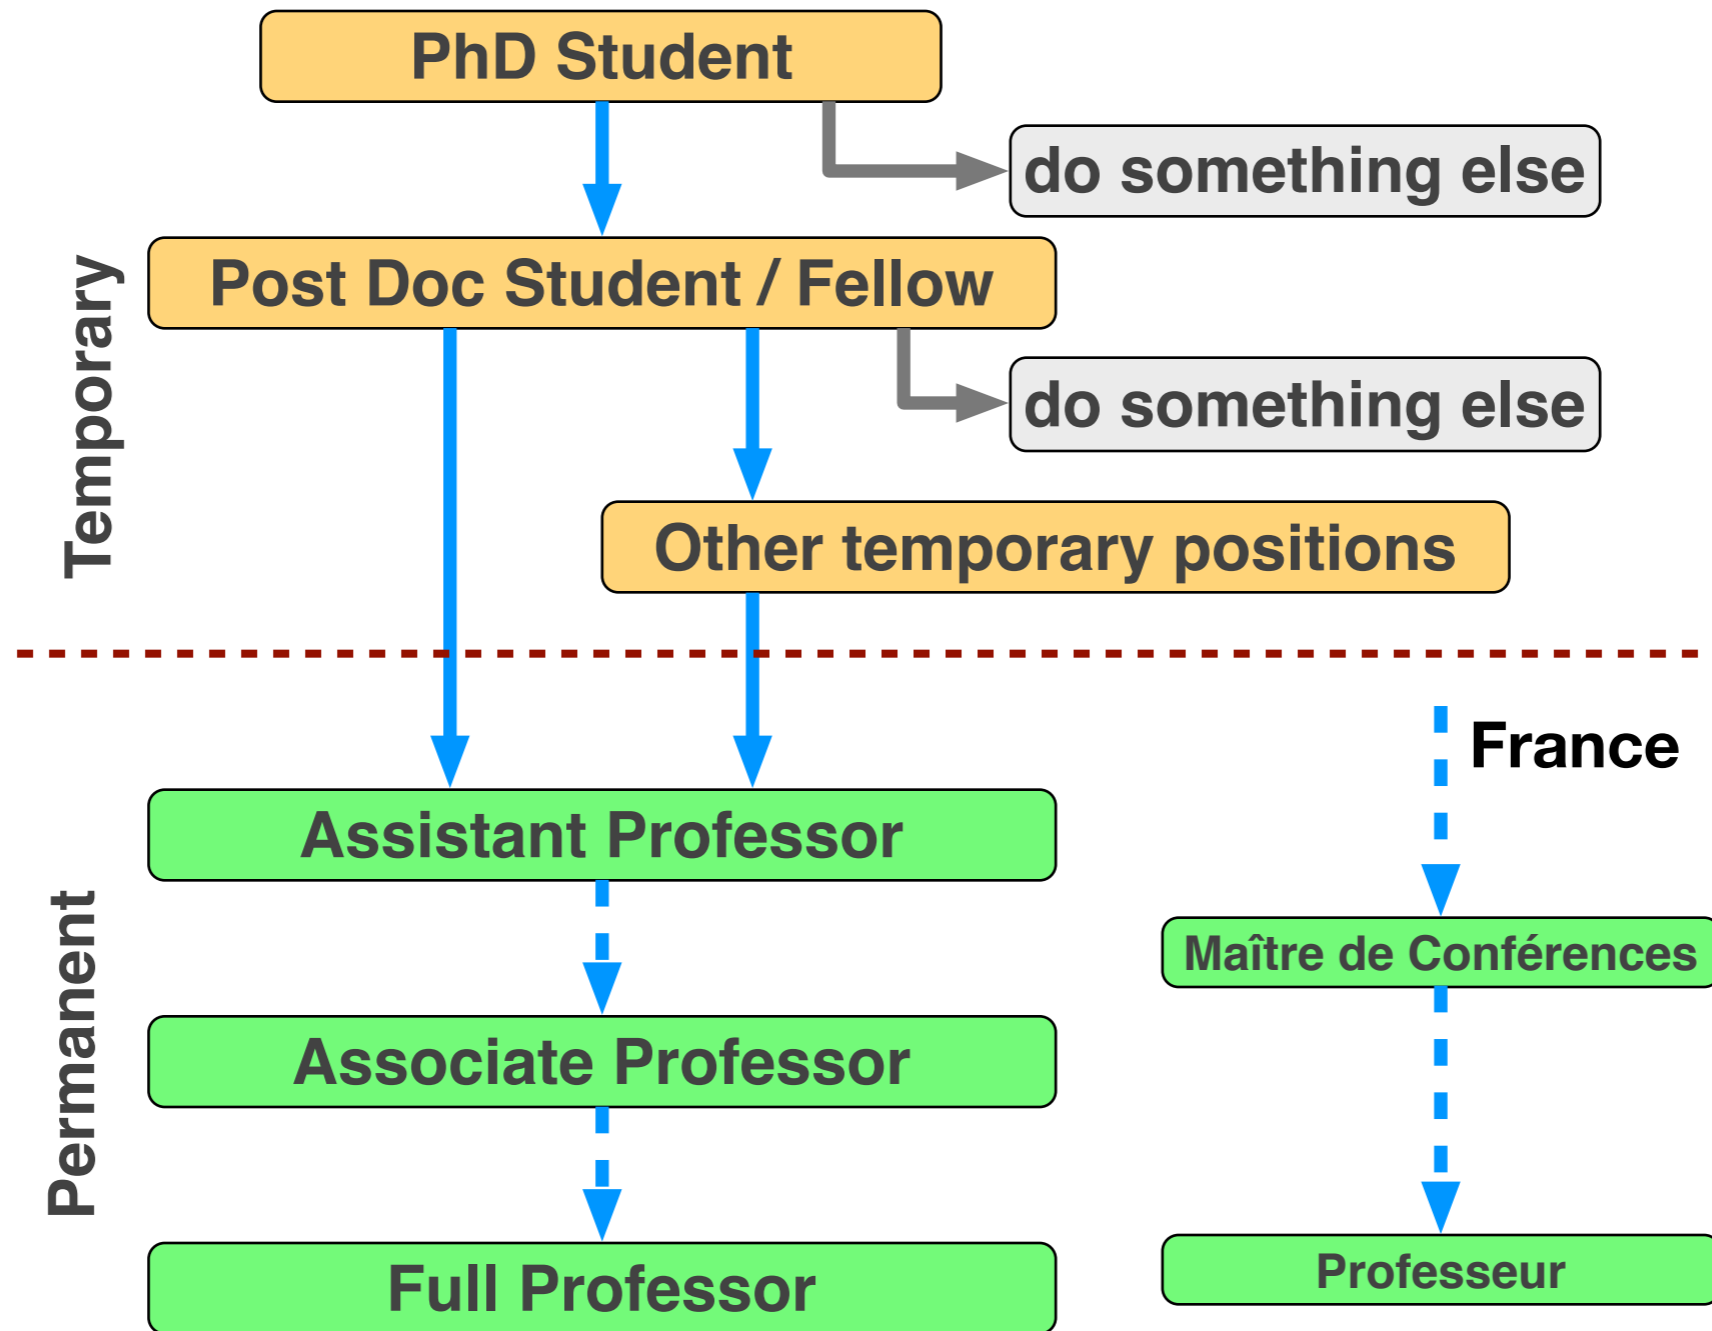 PhD Student
do something else
Temporary
Post Doc Student / Fellow
do something else
Other temporary positions
France
Assistant Professor
Permanent
Maître de Conférences
Associate Professor
Professeur
Full Professor